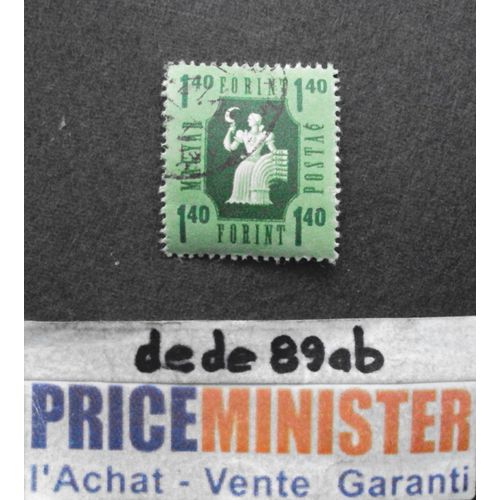 1 40 FORINT 1 40
MAGYAR
POSTA
1 40 FORINT 1 40
dede 89ab
PRICEMINISTER
l'Achat - Vente Garanti